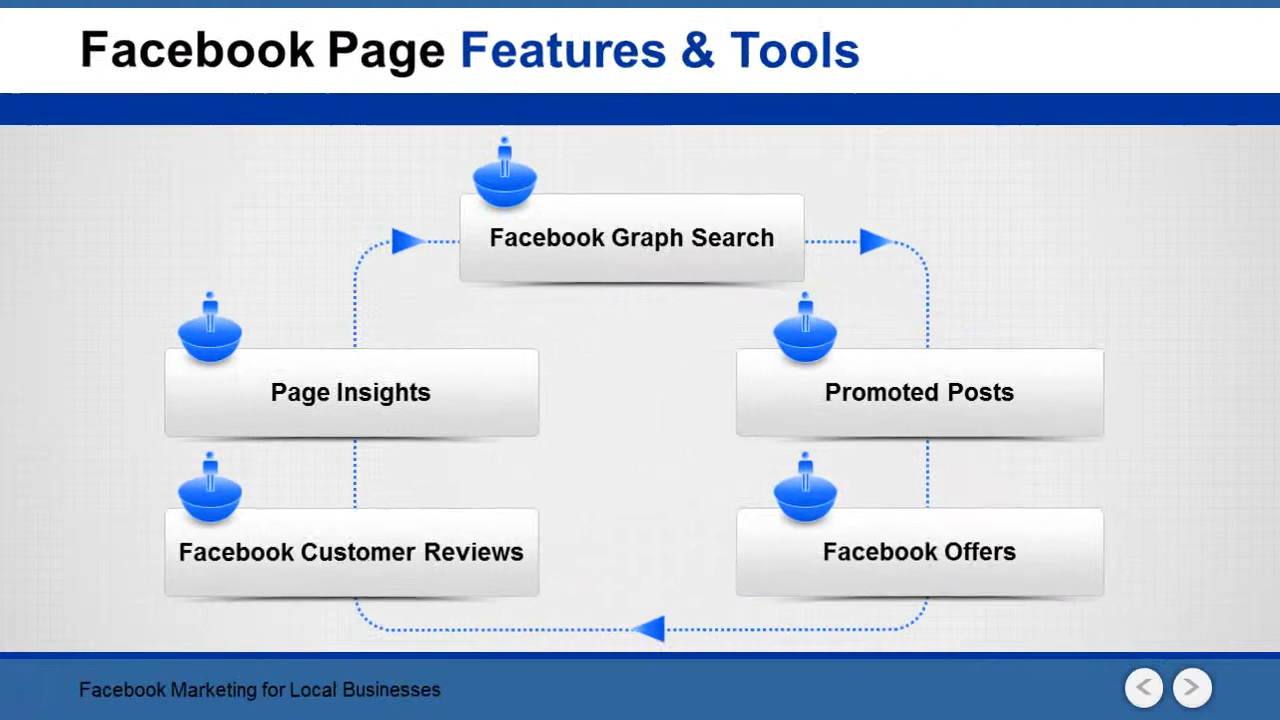 Facebook Page Features & Tools
Facebook Graph Search
Page Insights
Promoted Posts
Facebook Customer Reviews
Facebook Offers
Facebook Marketing for Local Businesses